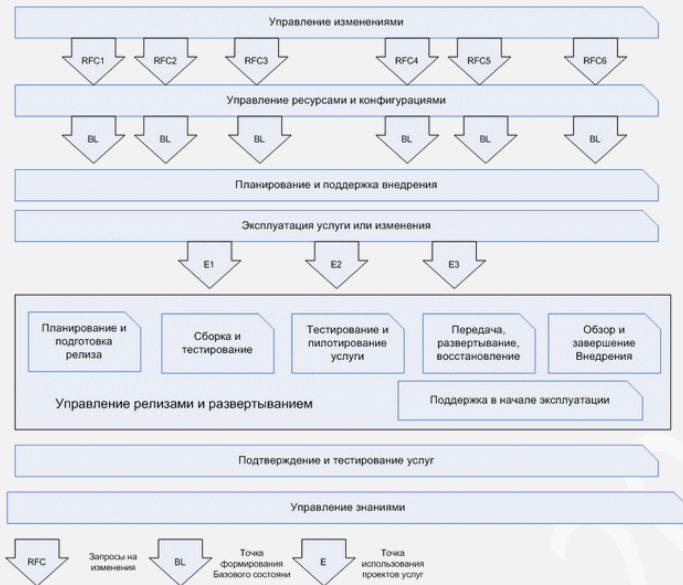 Управление изменениями
RFC1 RFC2 RFC3 RFC4 RFC5 RFC6
Управление ресурсами и конфигурациями
BL BL BL BL BL BL
Планирование и поддержка внедрения
Эксплуатация услуги или изменения
E1 E2 E3
Планирование и
подготовка
релиза
Сборка и
тестирование
Тестирование и
пилотирование
услуги
Передача,
развертывание,
восстановление
Обзор и
завершение
Внедрения
Управление релизами и развертыванием
Поддержка в начале эксплуатации
Подтверждение и тестирование услуг
Управление знаниями
RFC
Запросы на
изменения
BL
Точка
формирования
Базового состояни
E
Точка
использования
проектов услуг